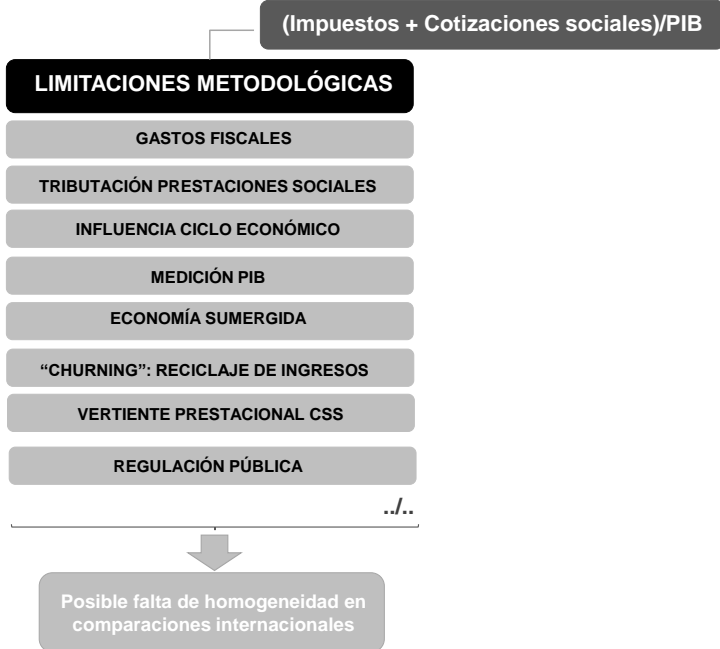 (Impuestos + Cotizaciones sociales)/PIB
LIMITACIONES METODOLÓGICAS
GASTOS FISCALES
TRIBUTACIÓN PRESTACIONES SOCIALES
INFLUENCIA CICLO ECONÓMICO
MEDICIÓN PIB
ECONOMÍA SUMERGIDA
“CHURNING”: RECICLAJE DE INGRESOS
VERTIENTE PRESTACIONAL CSS
REGULACIÓN PÚBLICA
../..
Posible falta de homogeneidad en
comparaciones internacionales